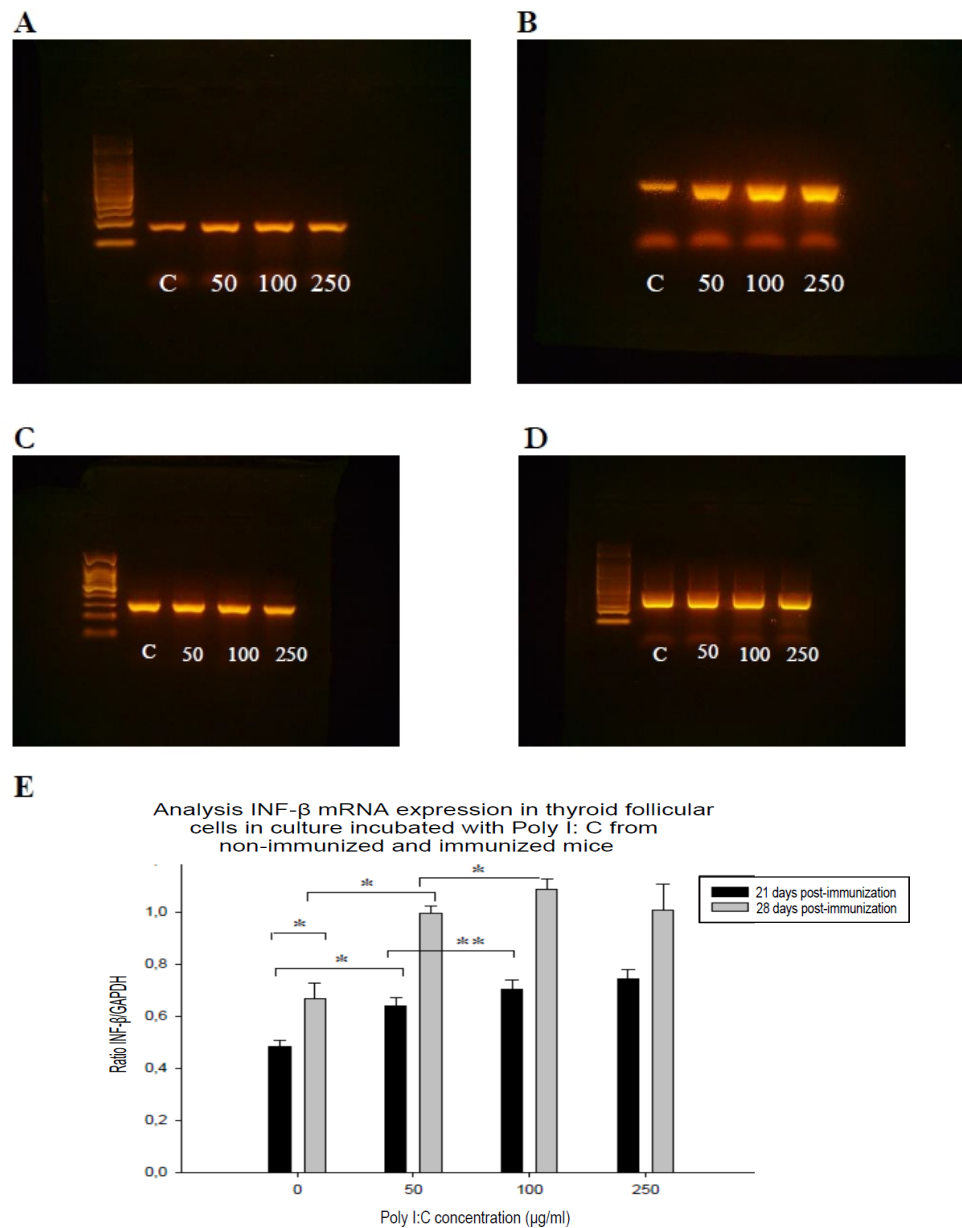 A
B
C 50 100 250
C 50 100 250
C
D
C 50 100 250
C 50 100 250
E
Analysis INF-β mRNA expression in thyroid follicular
cells in culture incubated with Poly I: C from
non-immunized and immunized mice
*
*
*
*
**
21 days post-immunization
28 days post-immunization
Ratio INF-β/GAPDH
1,0
0,8
0,6
0,4
0,2
0,0
0 50 100 250
Poly I:C concentration (µg/ml)